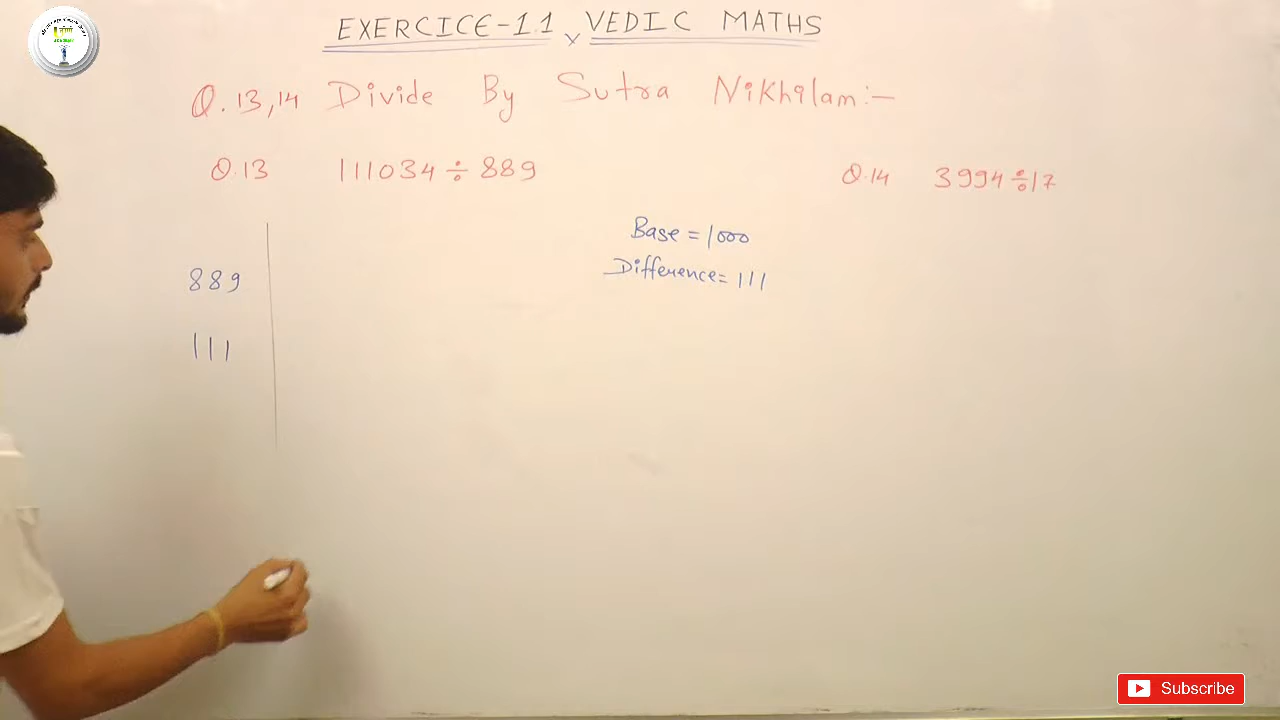 EXERCICE-1.1, VEDIC MATHS
Q.13,14 Divide By Sutra Nikhilam:-
Q.13 111034 ÷ 889
Q.14 3994 ÷ 17
Base = 1000
Difference = 111
889
111
Subscribe